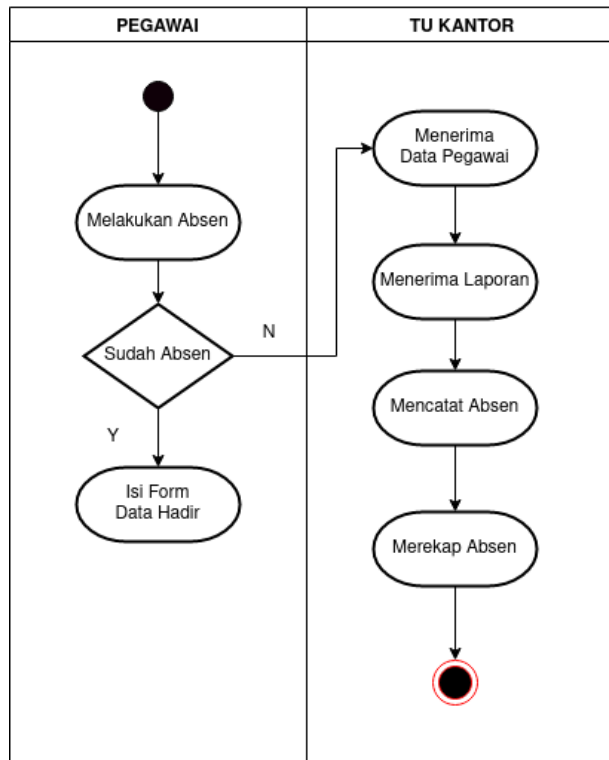 PEGAWAI
TU KANTOR
Melakukan Absen
Sudah Absen
N
Y
Isi Form
Data Hadir
Menerima
Data Pegawai
Menerima Laporan
Mencatat Absen
Merekap Absen